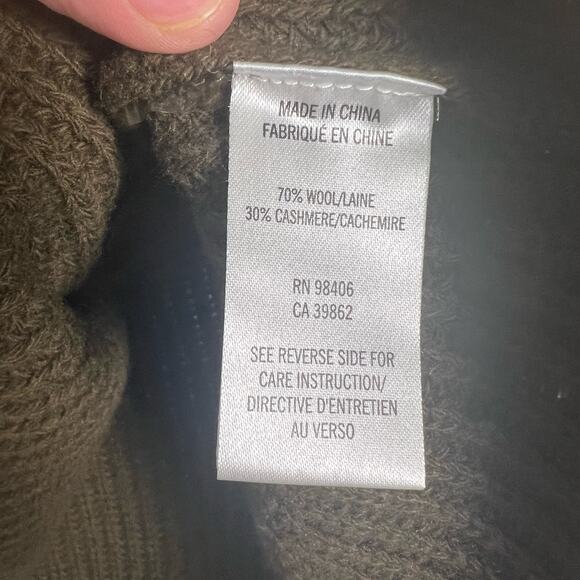 MADE IN CHINA
FABRIQUÉ EN CHINE
70% WOOL/LAINE
30% CASHMERE/CACHEMIRE
RN 98406
CA 39862
SEE REVERSE SIDE FOR
CARE INSTRUCTION/
DIRECTIVE D'ENTRETIEN
AU VERSO